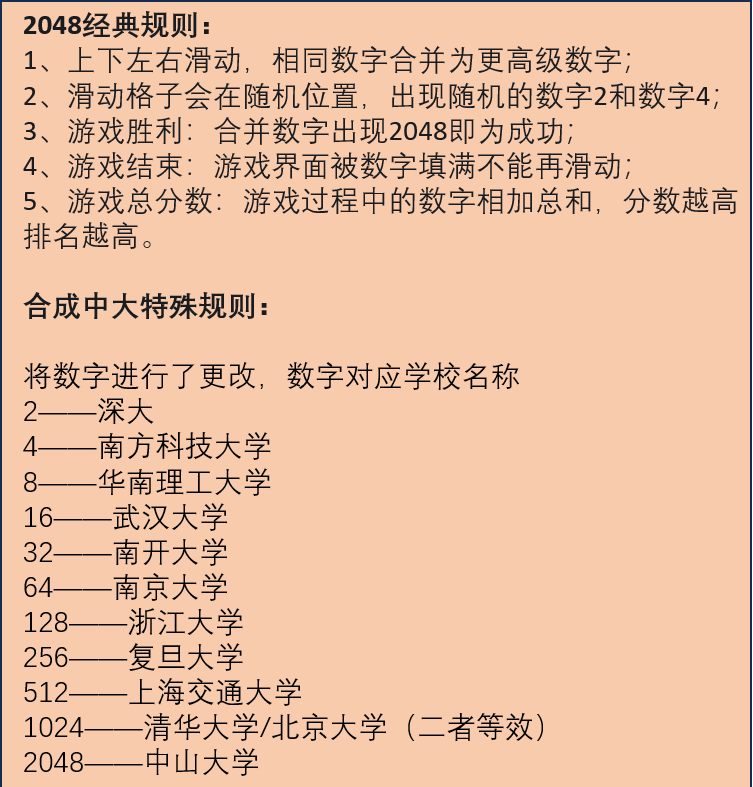 2048经典规则：
1、上下左右滑动，相同数字合并为更高级数字；
2、滑动格子会在随机位置，出现随机的数字2和数字4；
3、游戏胜利：合并数字出现2048即为成功；
4、游戏结束：游戏界面被数字填满不能再滑动；
5、游戏总分数：游戏过程中的数字相加总和，分数越高
排名越高。
合成中大特殊规则：
将数字进行了更改，数字对应学校名称
2——深大
4——南方科技大学
8——华南理工大学
16——武汉大学
32——南开大学
64——南京大学
128——浙江大学
256——复旦大学
512——上海交通大学
1024——清华大学/北京大学（二者等效）
2048——中山大学